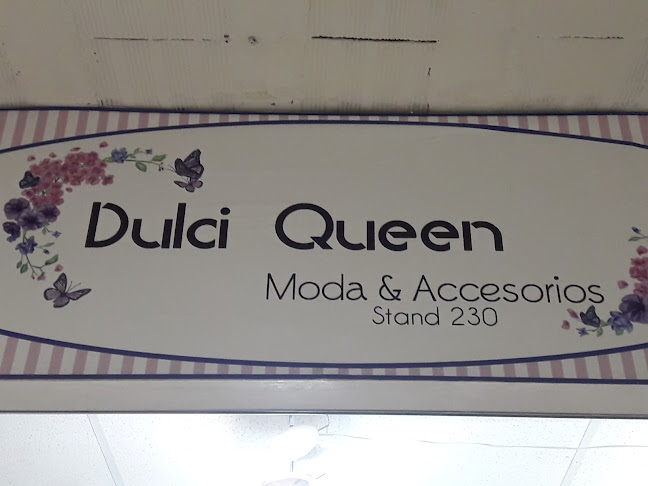 Dulci Queen
Moda & Accesorios
Stand 230